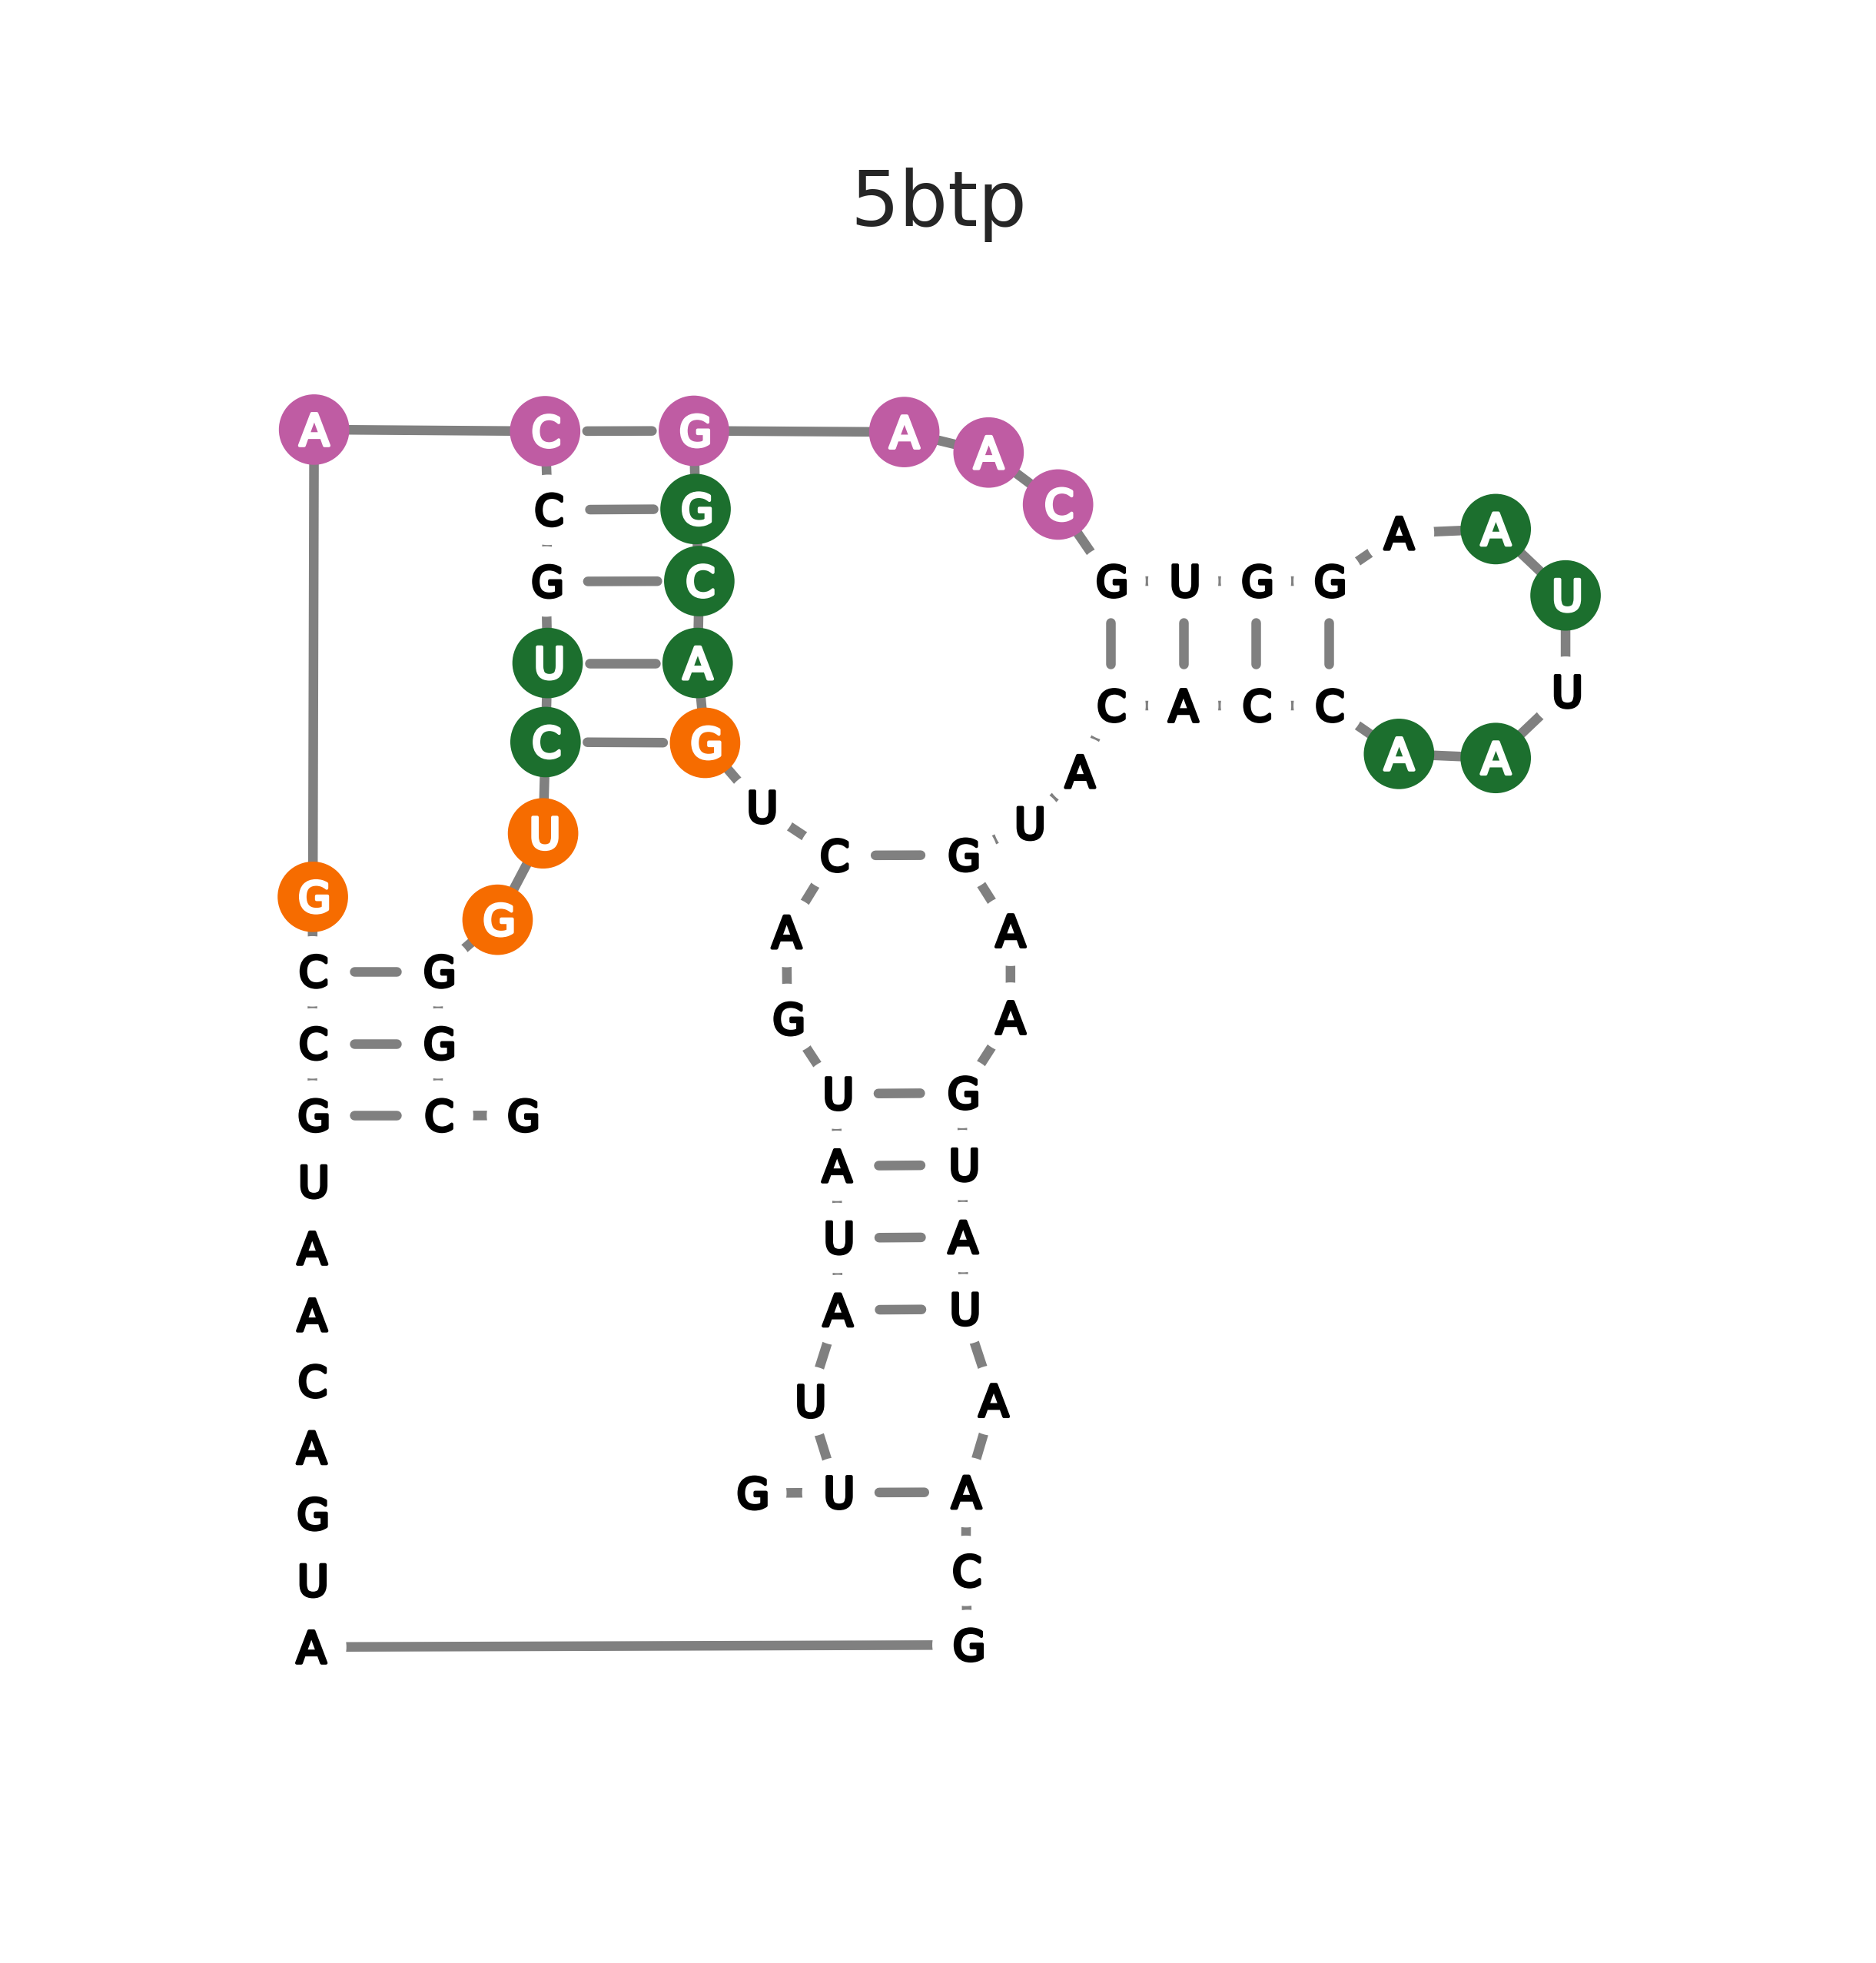 5btp
A C G A A C
C G A A U U A A
G C G U G G
U A C A C C
C G A
U U U
G G C G
C G A A
C G G A
G C G U G
U A U
A U A
A A U
C U A
A
G G U A
U C
A G